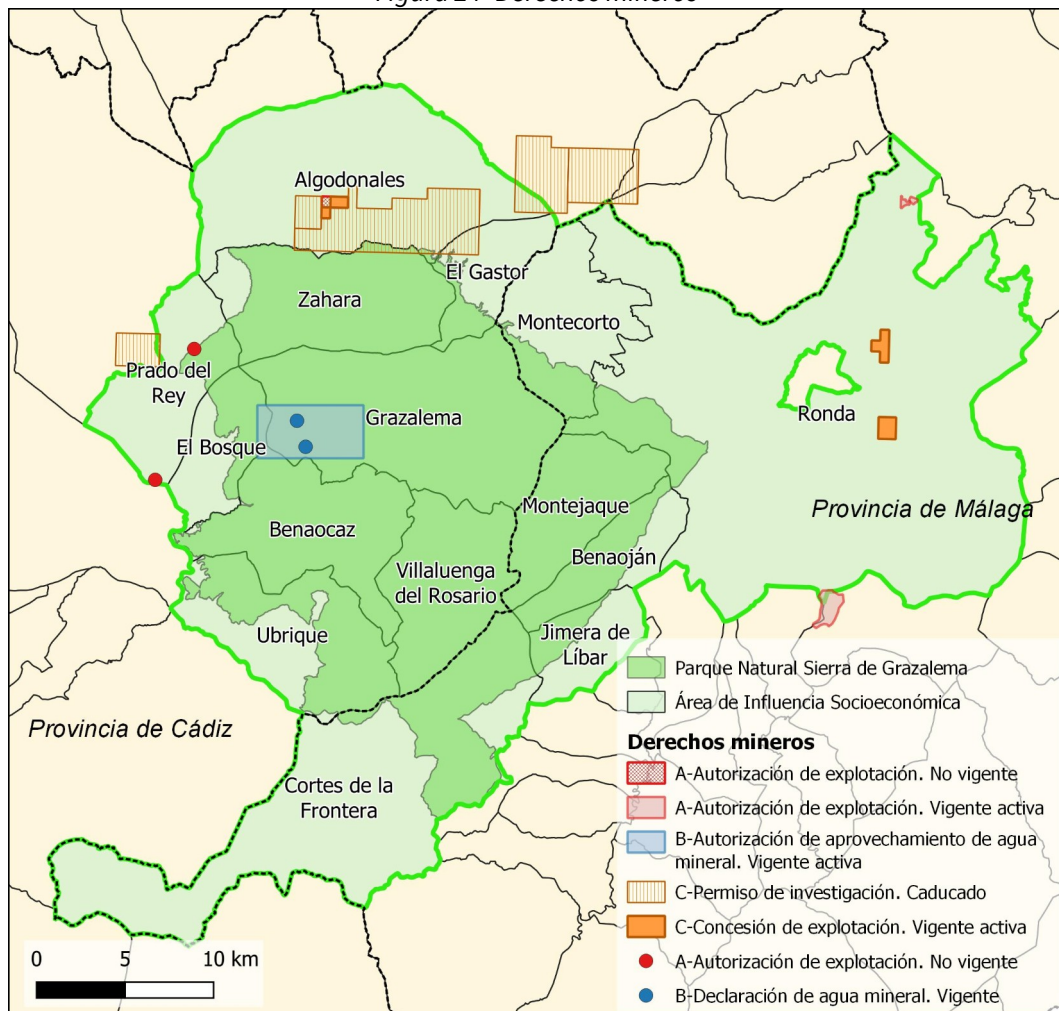 Figura 21- Derechos mineros
Algodonales
El Gastor
Zahara
Montecorto
Prado del
Rey
Grazalema
Ronda
El Bosque
Montejaque
Provincia de Málaga
Benaocaz
Benaoján
Villaluenga
del Rosario
Ubrique
Jimera de
Líbar
Provincia de Cádiz
Cortes de la
Frontera
Parque Natural Sierra de Grazalema
Área de Influencia Socioeconómica
Derechos mineros
A-Autorización de explotación. No vigente
A-Autorización de explotación. Vigente activa
B-Autorización de aprovechamiento de agua
mineral. Vigente activa
C-Permiso de investigación. Caducado
C-Concesión de explotación. Vigente activa
A-Autorización de explotación. No vigente
B-Declaración de agua mineral. Vigente
0 5 10 km